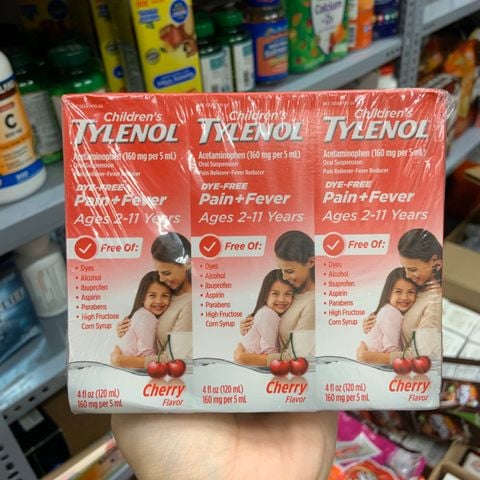 Children's
TYLENOL
Acetaminophen (160 mg per 5 mL)
Oral Suspension
Pain Reliever-Fever Reducer
DYE-FREE
Pain+Fever
Ages 2-11 Years
Free Of:
• Dyes
• Alcohol
• Ibuprofen
• Aspirin
• Parabens
• High Fructose
Corn Syrup
4 fl oz (120 mL)
160 mg per 5 mL
Cherry
Flavor
Children's
TYLENOL
Acetaminophen (160 mg per 5 mL)
Oral Suspension
Pain Reliever-Fever Reducer
DYE-FREE
Pain+Fever
Ages 2-11 Years
Free Of:
• Dyes
• Alcohol
• Ibuprofen
• Aspirin
• Parabens
• High Fructose
Corn Syrup
4 fl oz (120 mL)
160 mg per 5 mL
Cherry
Flavor
Children's
TYLENOL
Acetaminophen (160 mg per 5 mL)
Oral Suspension
Pain Reliever-Fever Reducer
DYE-FREE
Pain+Fever
Ages 2-11 Years
Free Of:
• Dyes
• Alcohol
• Ibuprofen
• Aspirin
• Parabens
• High Fructose
Corn Syrup
4 fl oz (120 mL)
160 mg per 5 mL
Cherry
Flavor
Calcium
C